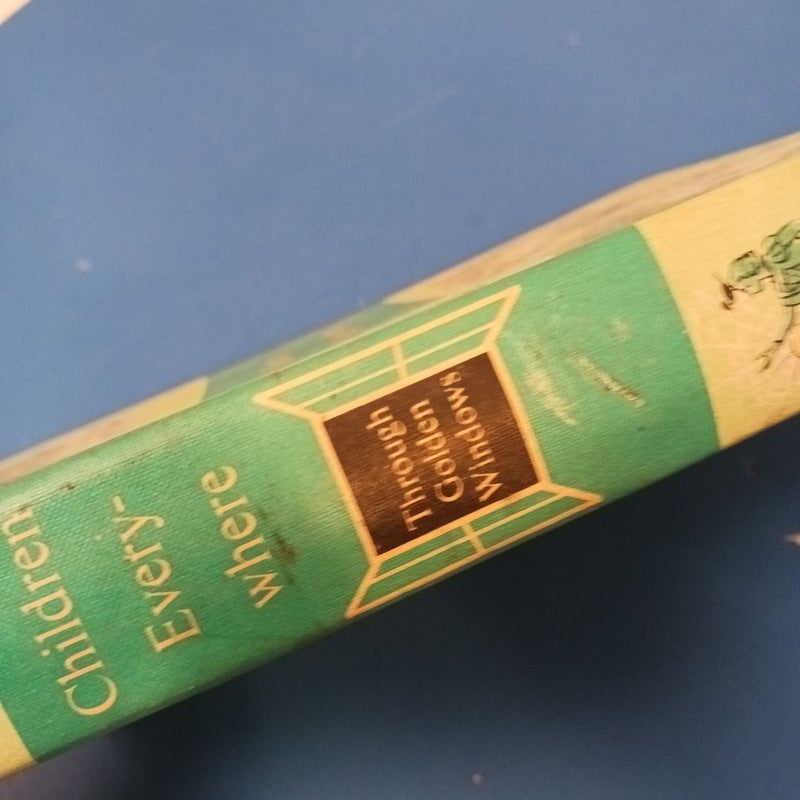 Children
Every-
where
Through
Golden
Windows